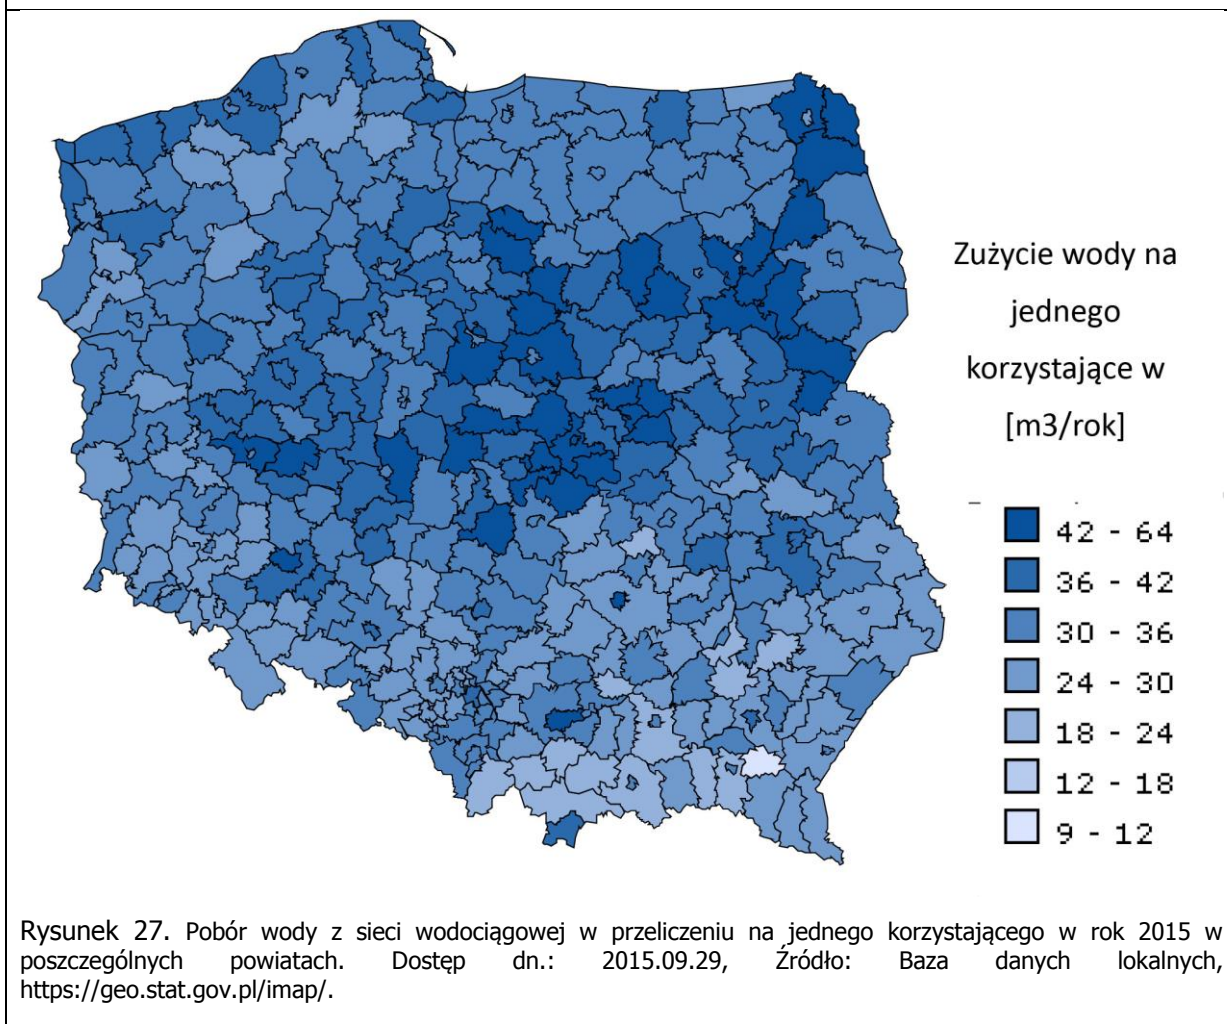 Zużycie wody na
jednego
korzystające w
[m3/rok]
42 - 64
36 - 42
30 - 36
24 - 30
18 - 24
12 - 18
9 - 12
Rysunek 27. Pobór wody z sieci wodociągowej w przeliczeniu na jednego korzystającego w rok 2015 w
poszczególnych powiatach. Dostęp dn.: 2015.09.29, Źródło: Baza danych lokalnych,
https://geo.stat.gov.pl/imap/.